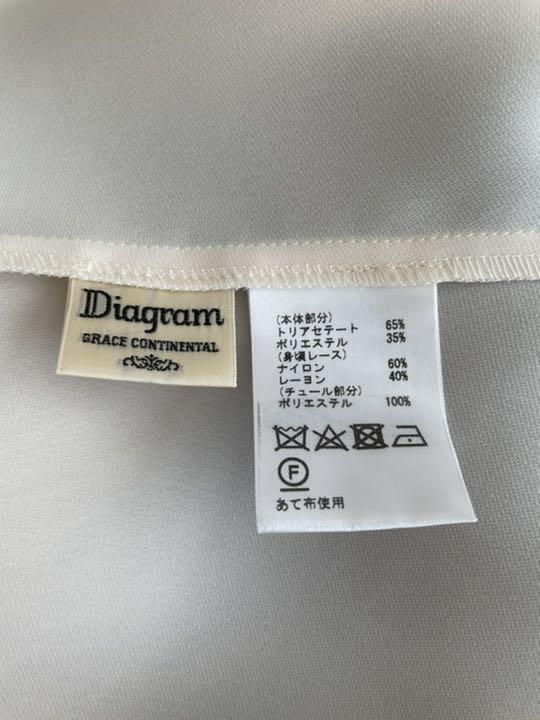 Diagram
GRACE CONTINENTAL
(本体部分)
トリアセテート 65%
ポリエステル 35%
(身頃レース)
ナイロン 60%
レーヨン 40%
(チュール部分)
ポリエステル 100%
F
あて布使用